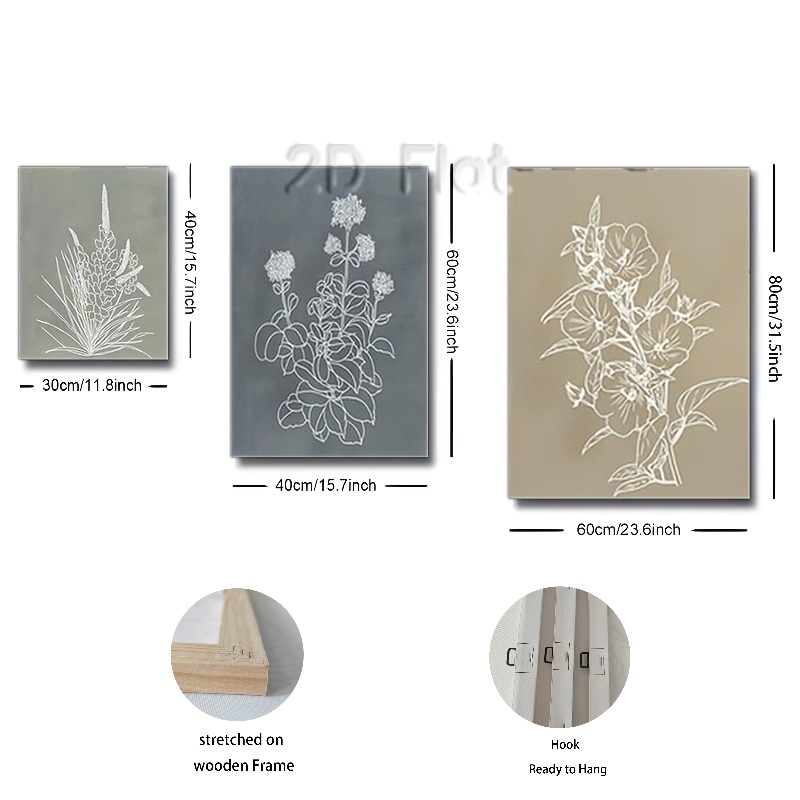 2D Flat
40cm/15.7inch
30cm/11.8inch
60cm/23.6inch
40cm/15.7inch
80cm/31.5inch
60cm/23.6inch
stretched on
wooden Frame
Hook
Ready to Hang